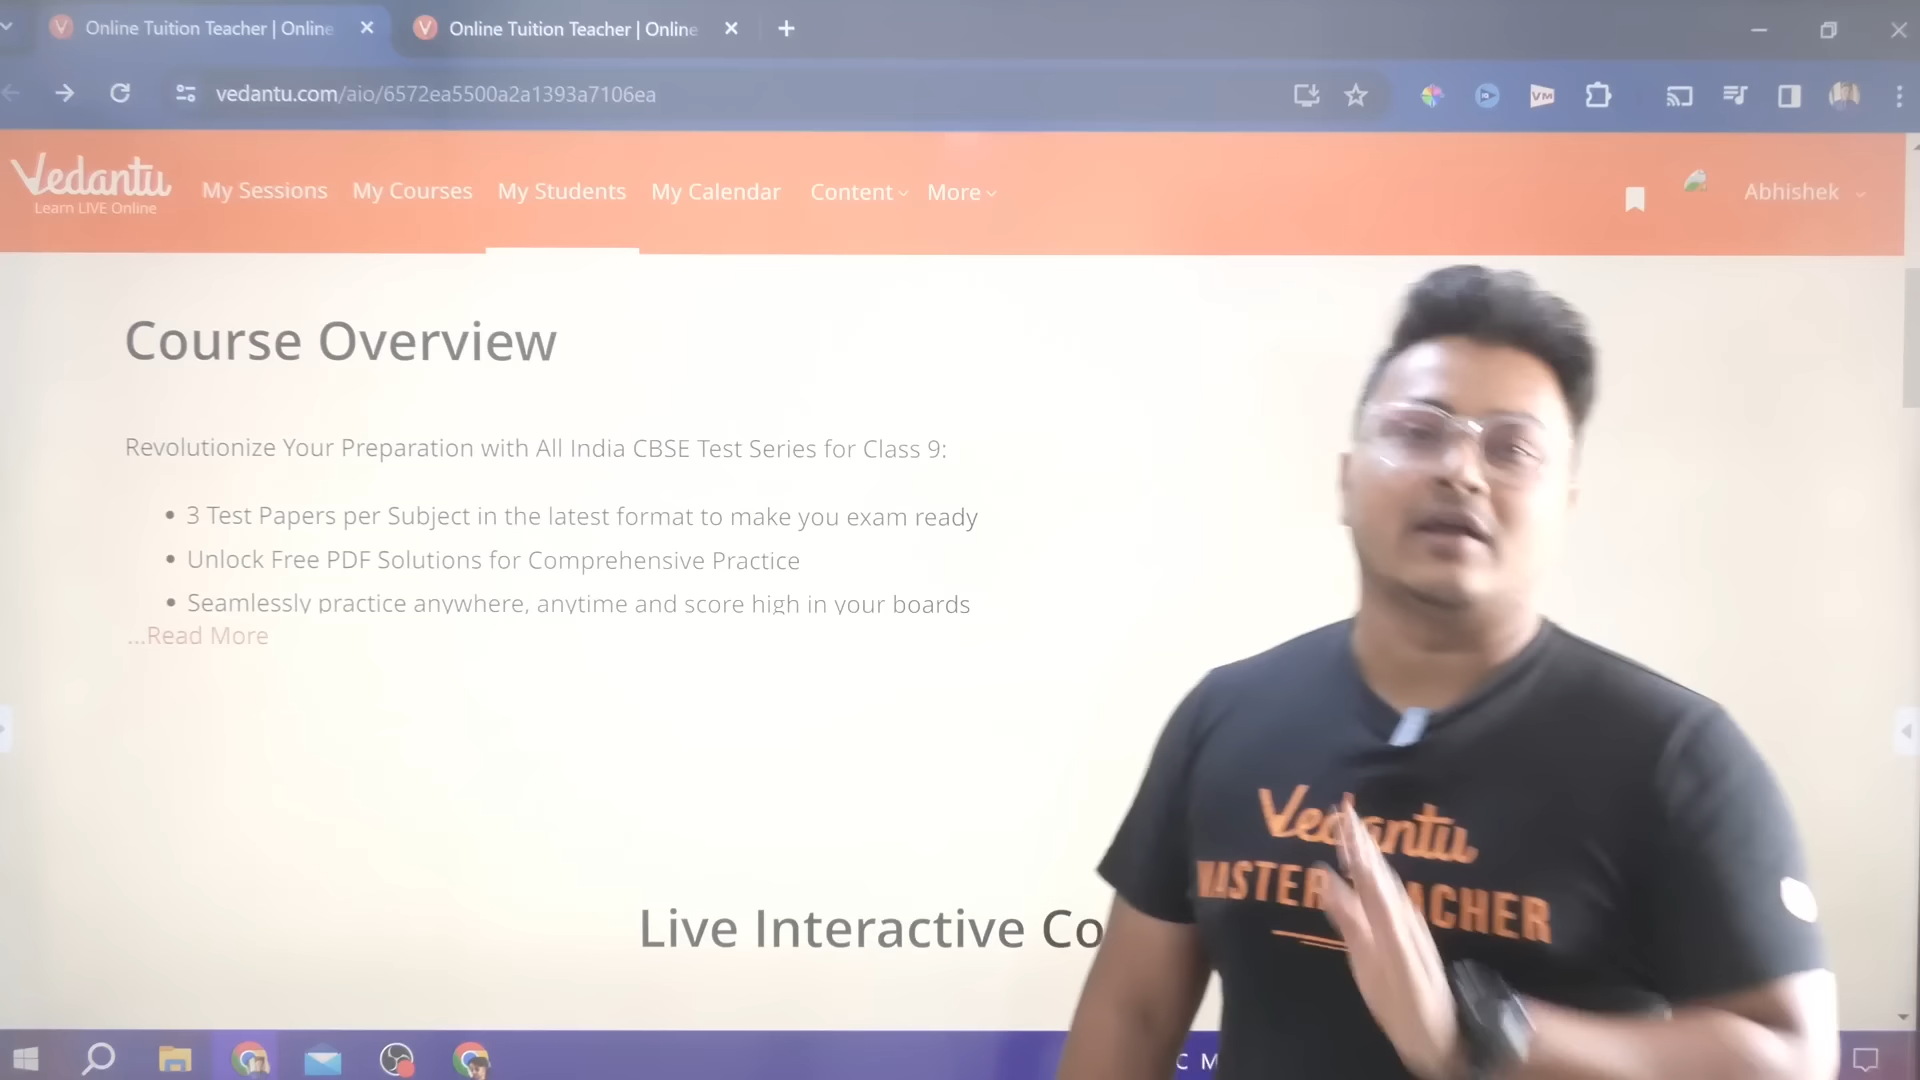 Online Tuition Teacher | Online
Online Tuition Teacher | Online
vedantu.com/aio/6572ea5500a2a1393a7106ea
VM
Vedantu
Learn LIVE Online
My Sessions
My Courses
My Students
My Calendar
Content
More
Abhishek
Course Overview
Revolutionize Your Preparation with All India CBSE Test Series for Class 9:
• 3 Test Papers per Subject in the latest format to make you exam ready
• Unlock Free PDF Solutions for Comprehensive Practice
• Seamlessly practice anywhere, anytime and score high in your boards
...Read More
Live Interactive Co
Vedantu
MASTER TEACHER
C M